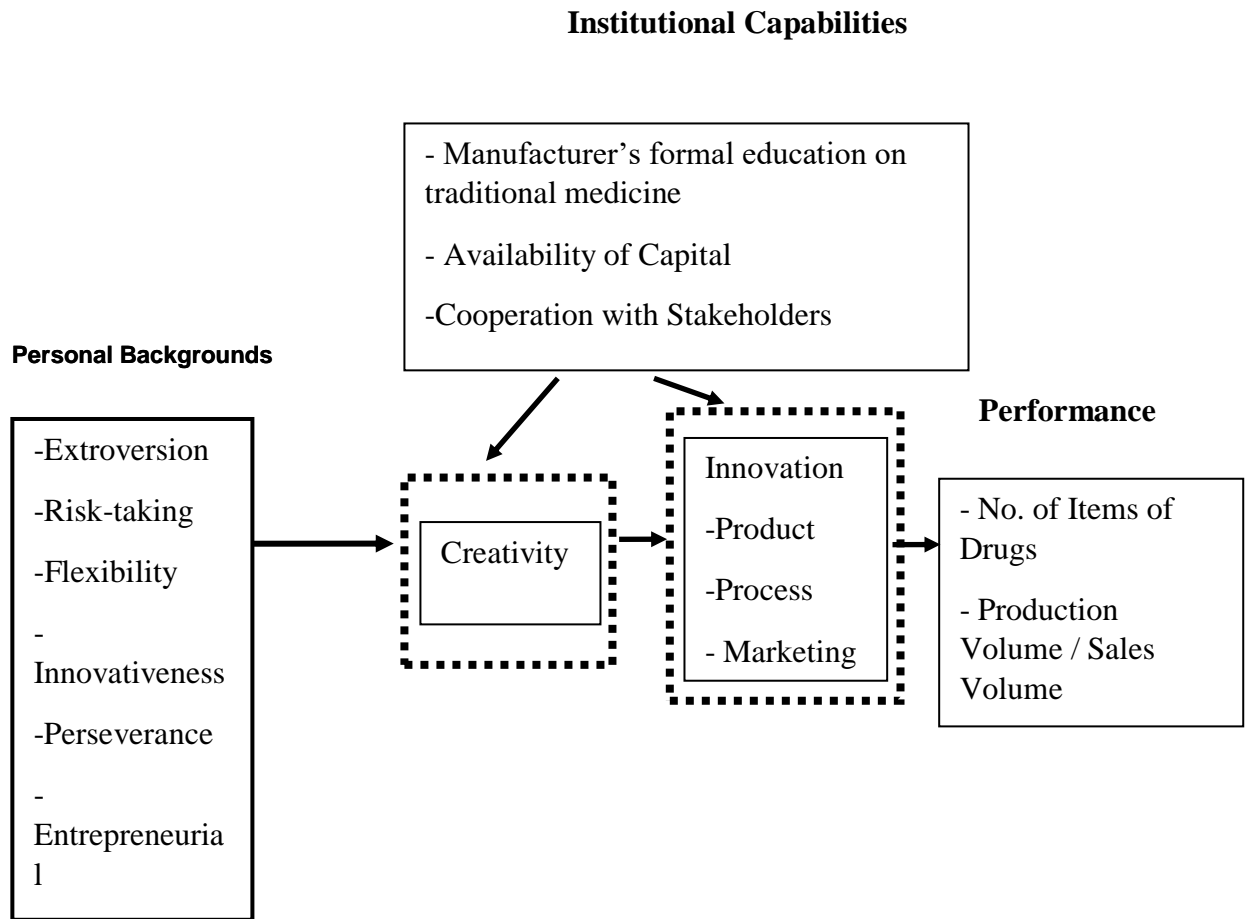 Institutional Capabilities
- Manufacturer’s formal education on
traditional medicine
- Availability of Capital
-Cooperation with Stakeholders
Personal Backgrounds
-Extroversion
-Risk-taking
-Flexibility
-
Innovativeness
-Perseverance
-
Entrepreneuria
l
Creativity
Innovation
-Product
-Process
- Marketing
Performance
- No. of Items of
Drugs
- Production
Volume / Sales
Volume